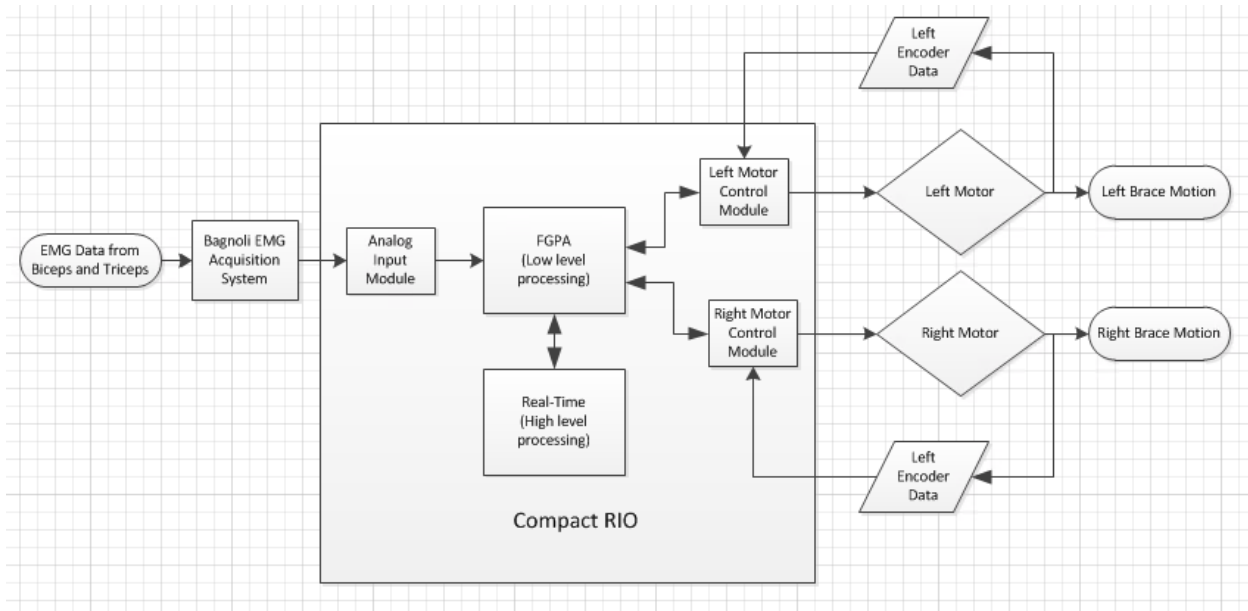 Left
Encoder
Data
Left Motor
Control
Module
Left Motor
Left Brace Motion
EMG Data from
Biceps and Triceps
Bagnoli EMG
Acquisition
System
Analog
Input
Module
FGPA
(Low level
processing)
Right Motor
Control
Module
Right Motor
Right Brace Motion
Real-Time
(High level
processing)
Left
Encoder
Data
Compact RIO